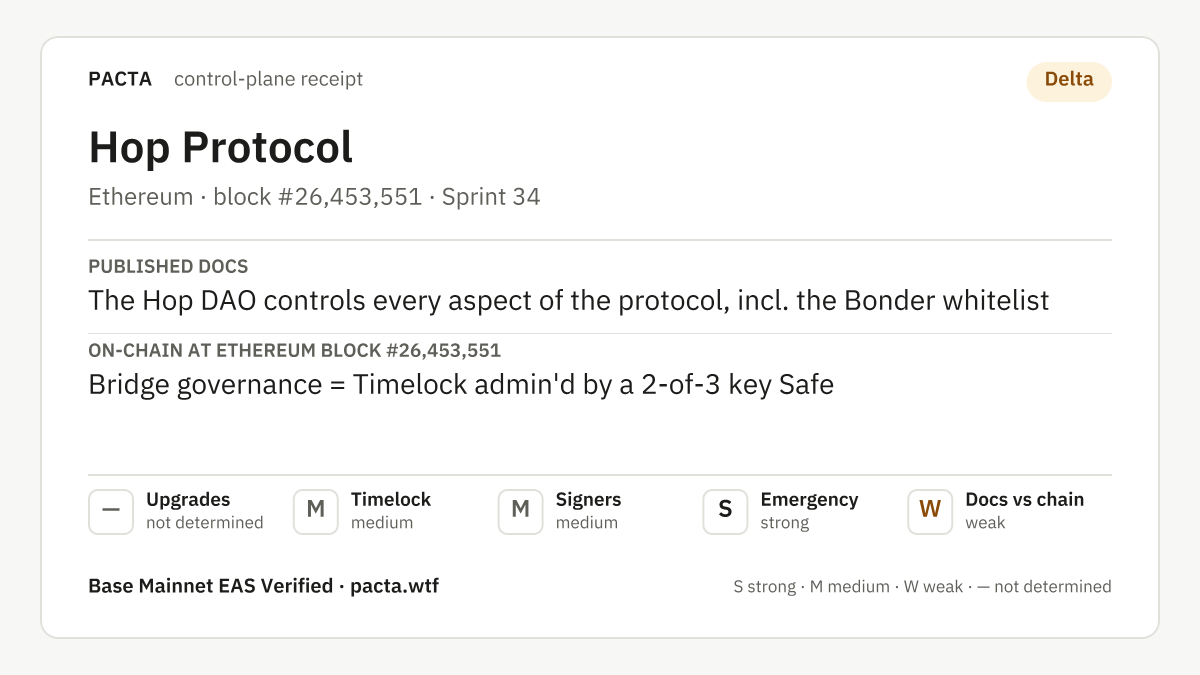 PACTA control-plane receipt Delta
Hop Protocol
Ethereum · block #26,453,551 · Sprint 34
PUBLISHED DOCS
The Hop DAO controls every aspect of the protocol, incl. the Bonder whitelist
ON-CHAIN AT ETHEREUM BLOCK #26,453,551
Bridge governance = Timelock admin'd by a 2-of-3 key Safe
— Upgrades not determined
M Timelock medium
M Signers medium
S Emergency strong
W Docs vs chain weak
Base Mainnet EAS Verified · pacta.wtf
S strong · M medium · W weak · — not determined